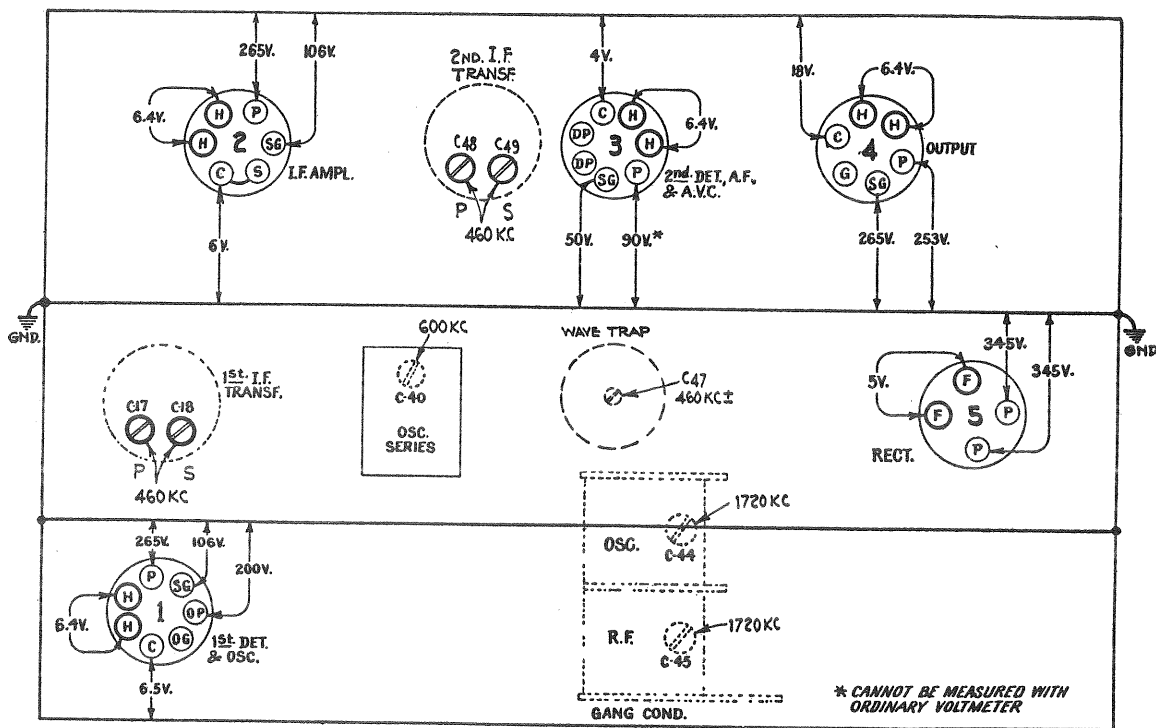 265V.
106V.
4V.
18V.
6.4V.
2ND. I.F.
TRANSF.
6.4V.
H
P
H
2
SG
C
S
I.F. AMPL.
C48
C49
P
S
460 KC
C
H
DP
3
H
6.4V.
DP
SG
P
2nd. DET., A.F.,
& A.V.C.
H
C
H
4
P
G
SG
OUTPUT
6V.
50V.
90V.*
265V.
253V.
GND.
GND.
600 KC
WAVE TRAP
345V.
345V.
1st. I.F.
TRANSF.
C17
C18
P
S
460 KC
C-40
OSC.
SERIES
C47
460 KC±
5V.
F
F
5
P
P
RECT.
265V.
106V.
200V.
P
SG
H
1
OP
H
C
OG
6.4V.
1st. DET.
& OSC.
6.5V.
1720 KC
OSC.
C-44
1720 KC
R.F.
C-45
GANG COND.
* CANNOT BE MEASURED WITH
ORDINARY VOLTMETER